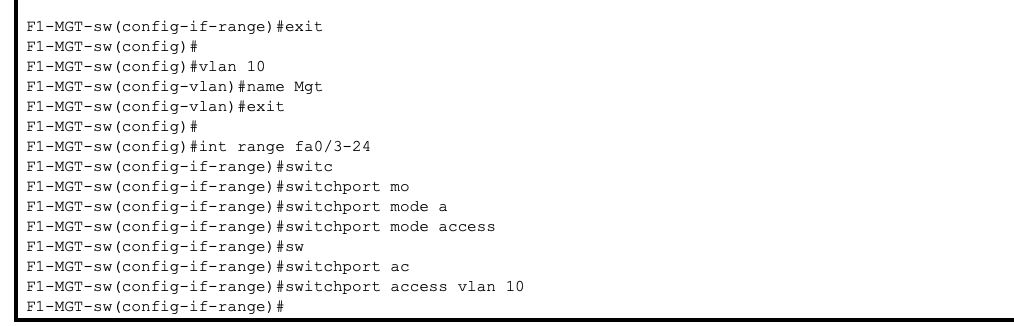 F1-MGT-sw(config-if-range)#exit
F1-MGT-sw(config)#
F1-MGT-sw(config)#vlan 10
F1-MGT-sw(config-vlan)#name Mgt
F1-MGT-sw(config-vlan)#exit
F1-MGT-sw(config)#
F1-MGT-sw(config)#int range fa0/3-24
F1-MGT-sw(config-if-range)#switc
F1-MGT-sw(config-if-range)#switchport mo
F1-MGT-sw(config-if-range)#switchport mode a
F1-MGT-sw(config-if-range)#switchport mode access
F1-MGT-sw(config-if-range)#sw
F1-MGT-sw(config-if-range)#switchport ac
F1-MGT-sw(config-if-range)#switchport access vlan 10
F1-MGT-sw(config-if-range)#